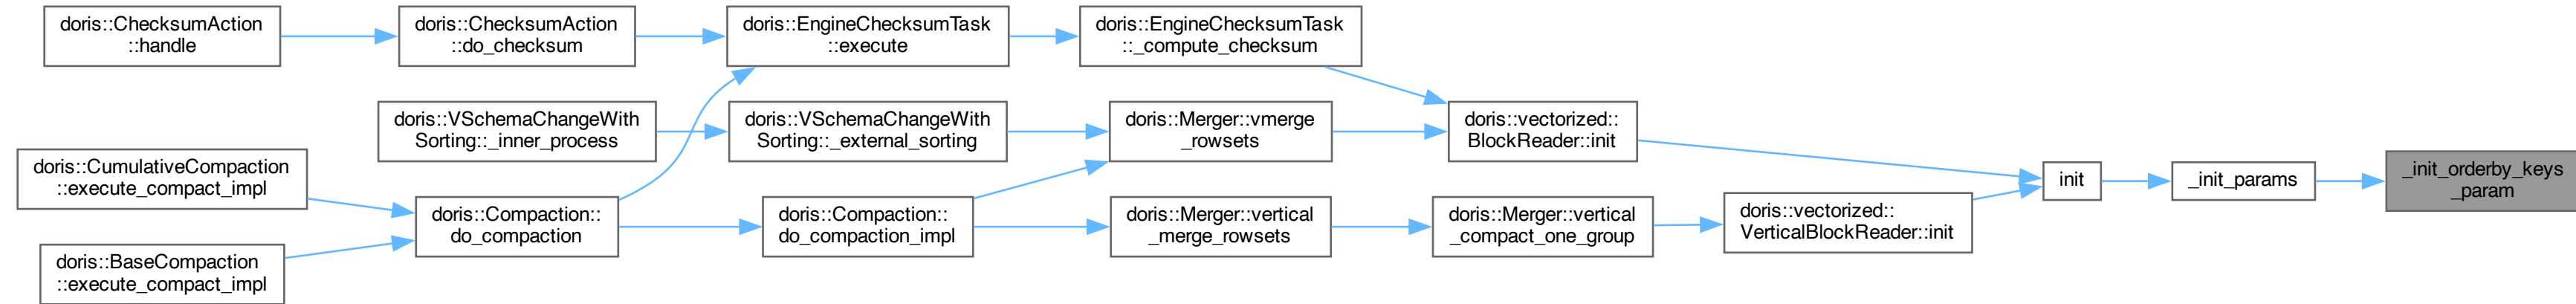 doris::ChecksumAction
::handle
doris::ChecksumAction
::do_checksum
doris::EngineChecksumTask
::execute
doris::EngineChecksumTask
::_compute_checksum
doris::VSchemaChangeWith
Sorting::_inner_process
doris::VSchemaChangeWith
Sorting::_external_sorting
doris::Merger::vmerge
_rowsets
doris::vectorized::
BlockReader::init
doris::CumulativeCompaction
::execute_compact_impl
init
_init_params
_init_orderby_keys
_param
doris::Compaction::
do_compaction
doris::Compaction::
do_compaction_impl
doris::Merger::vertical
_merge_rowsets
doris::Merger::vertical
_compact_one_group
doris::vectorized::
VerticalBlockReader::init
doris::BaseCompaction
::execute_compact_impl